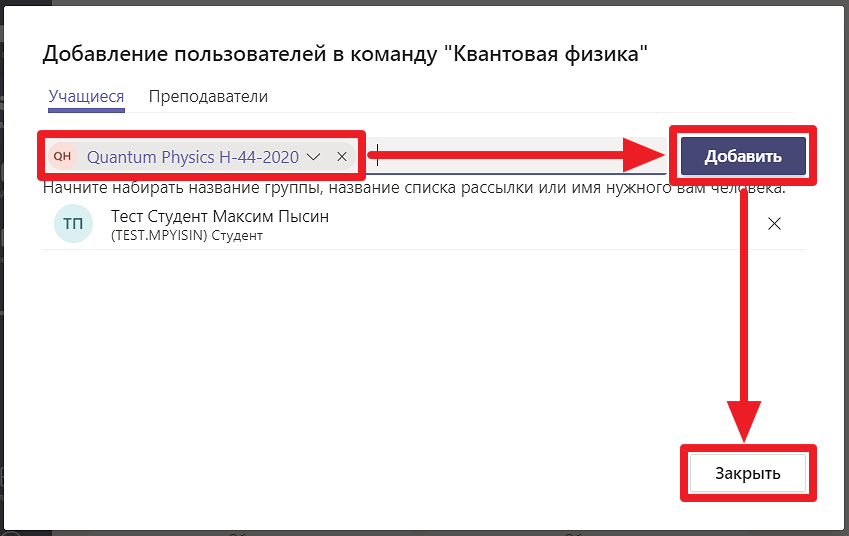 Добавление пользователей в команду "Квантовая физика"
Учащиеся Преподаватели
QH Quantum Physics H-44-2020 Добавить
Начните набирать название группы, название списка рассылки или имя нужного вам человека.
ТП Тест Студент Максим Пысин
(TEST.MPYISIN) Студент
Закрыть